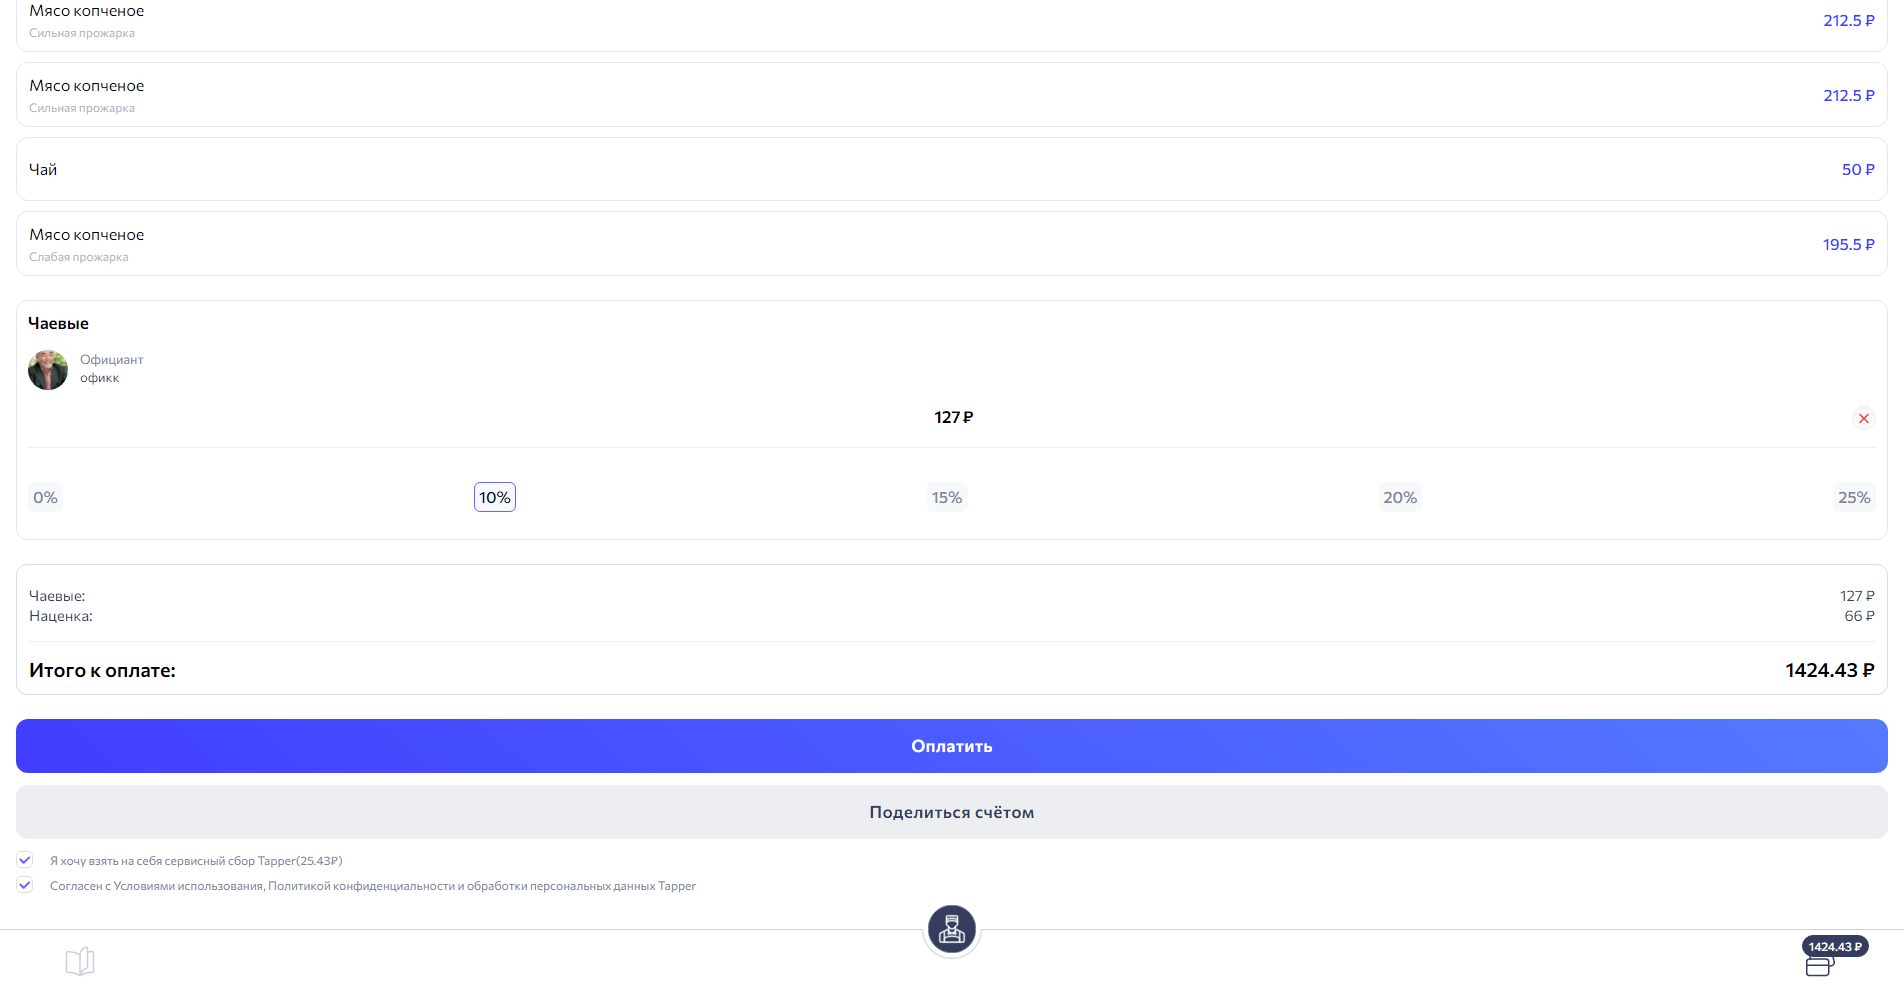 Мясо копченое
212.5 ₽
Сильная прожарка
Мясо копченое
212.5 ₽
Сильная прожарка
Чай
50 ₽
Мясо копченое
195.5 ₽
Слабая прожарка
Чаевые
Официант
офикк
127 ₽
0%
10%
15%
20%
25%
Чаевые:
127 ₽
Наценка:
66 ₽
Итого к оплате:
1424.43 ₽
Оплатить
Поделиться счётом
Я хочу взять на себя сервисный сбор Tapper(25.43₽)
Согласен с Условиями использования, Политикой конфиденциальности и обработки персональных данных Tapper
1424.43 ₽